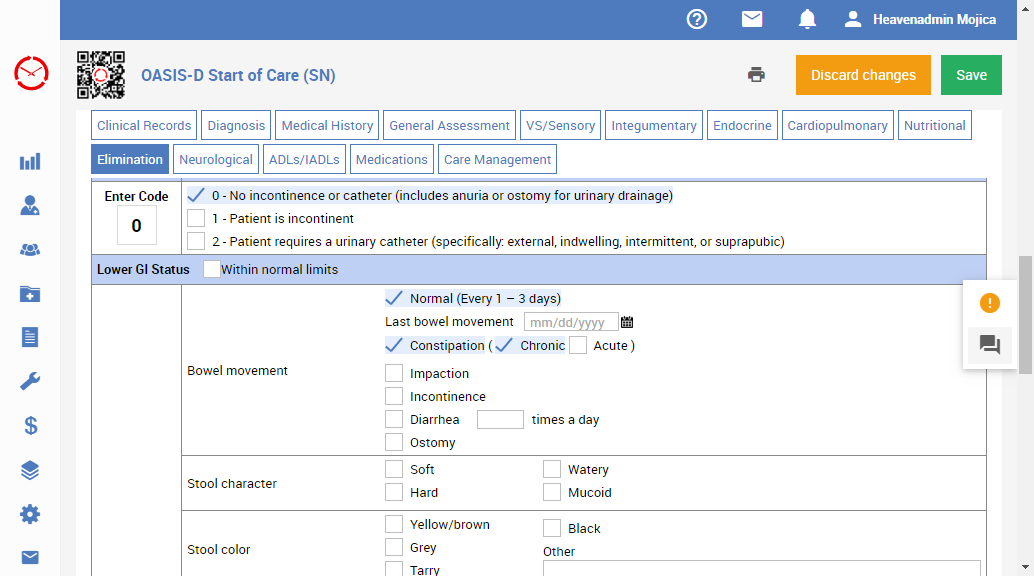 Heavenadmin Mojica
OASIS-D Start of Care (SN)
Discard changes
Save
Clinical Records
Diagnosis
Medical History
General Assessment
VS/Sensory
Integumentary
Endocrine
Cardiopulmonary
Nutritional
Elimination
Neurological
ADLs/IADLs
Medications
Care Management
Enter Code
0
0 - No incontinence or catheter (includes anuria or ostomy for urinary drainage)
1 - Patient is incontinent
2 - Patient requires a urinary catheter (specifically: external, indwelling, intermittent, or suprapubic)
Lower GI Status Within normal limits
Bowel movement
Normal (Every 1 – 3 days)
Last bowel movement mm/dd/yyyy
Constipation ( Chronic Acute )
Impaction
Incontinence
Diarrhea times a day
Ostomy
Stool character
Soft Watery
Hard Mucoid
Stool color
Yellow/brown Black
Grey Other
Tarry